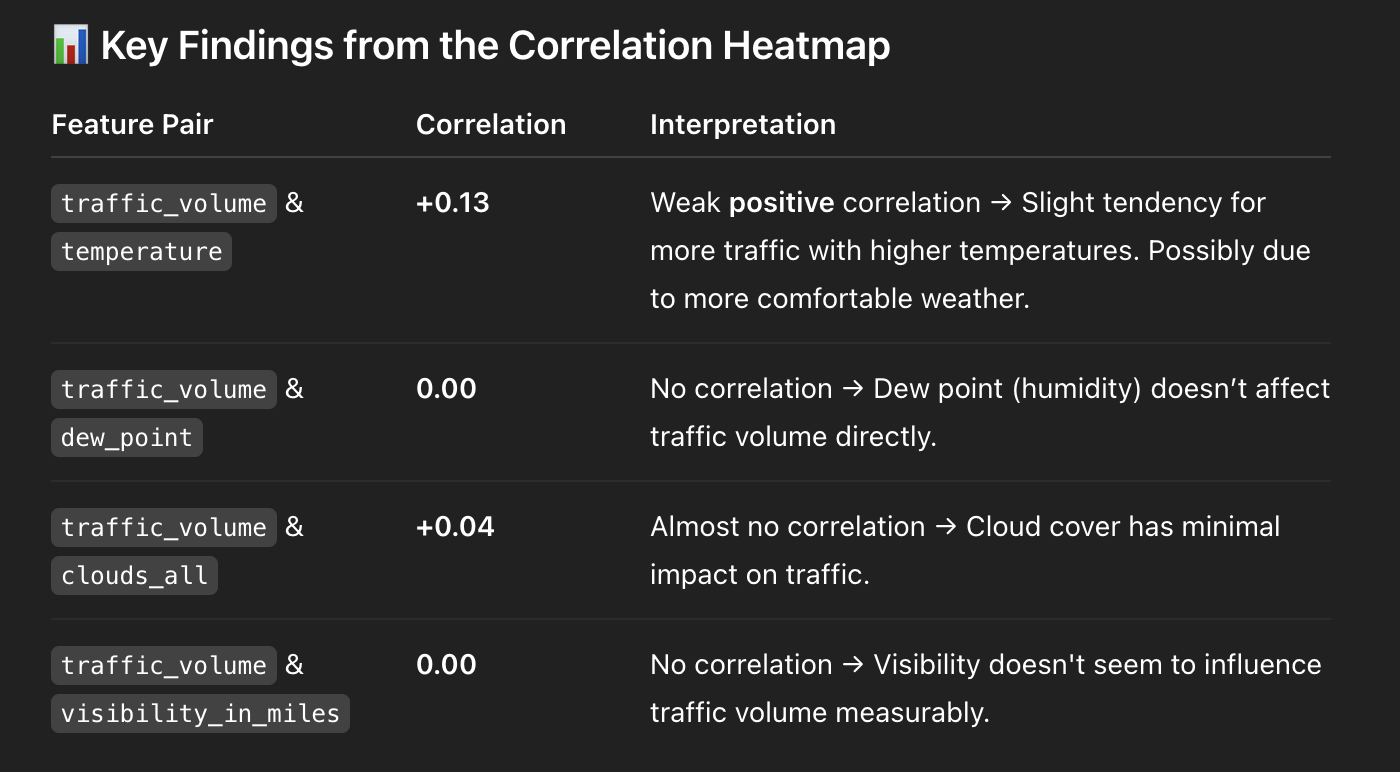 📊 Key Findings from the Correlation Heatmap
Feature Pair Correlation Interpretation
traffic_volume & +0.13 Weak positive correlation → Slight tendency for
temperature more traffic with higher temperatures. Possibly due
to more comfortable weather.
traffic_volume & 0.00 No correlation → Dew point (humidity) doesn’t affect
dew_point traffic volume directly.
traffic_volume & +0.04 Almost no correlation → Cloud cover has minimal
clouds_all impact on traffic.
traffic_volume & 0.00 No correlation → Visibility doesn't seem to influence
visibility_in_miles traffic volume measurably.